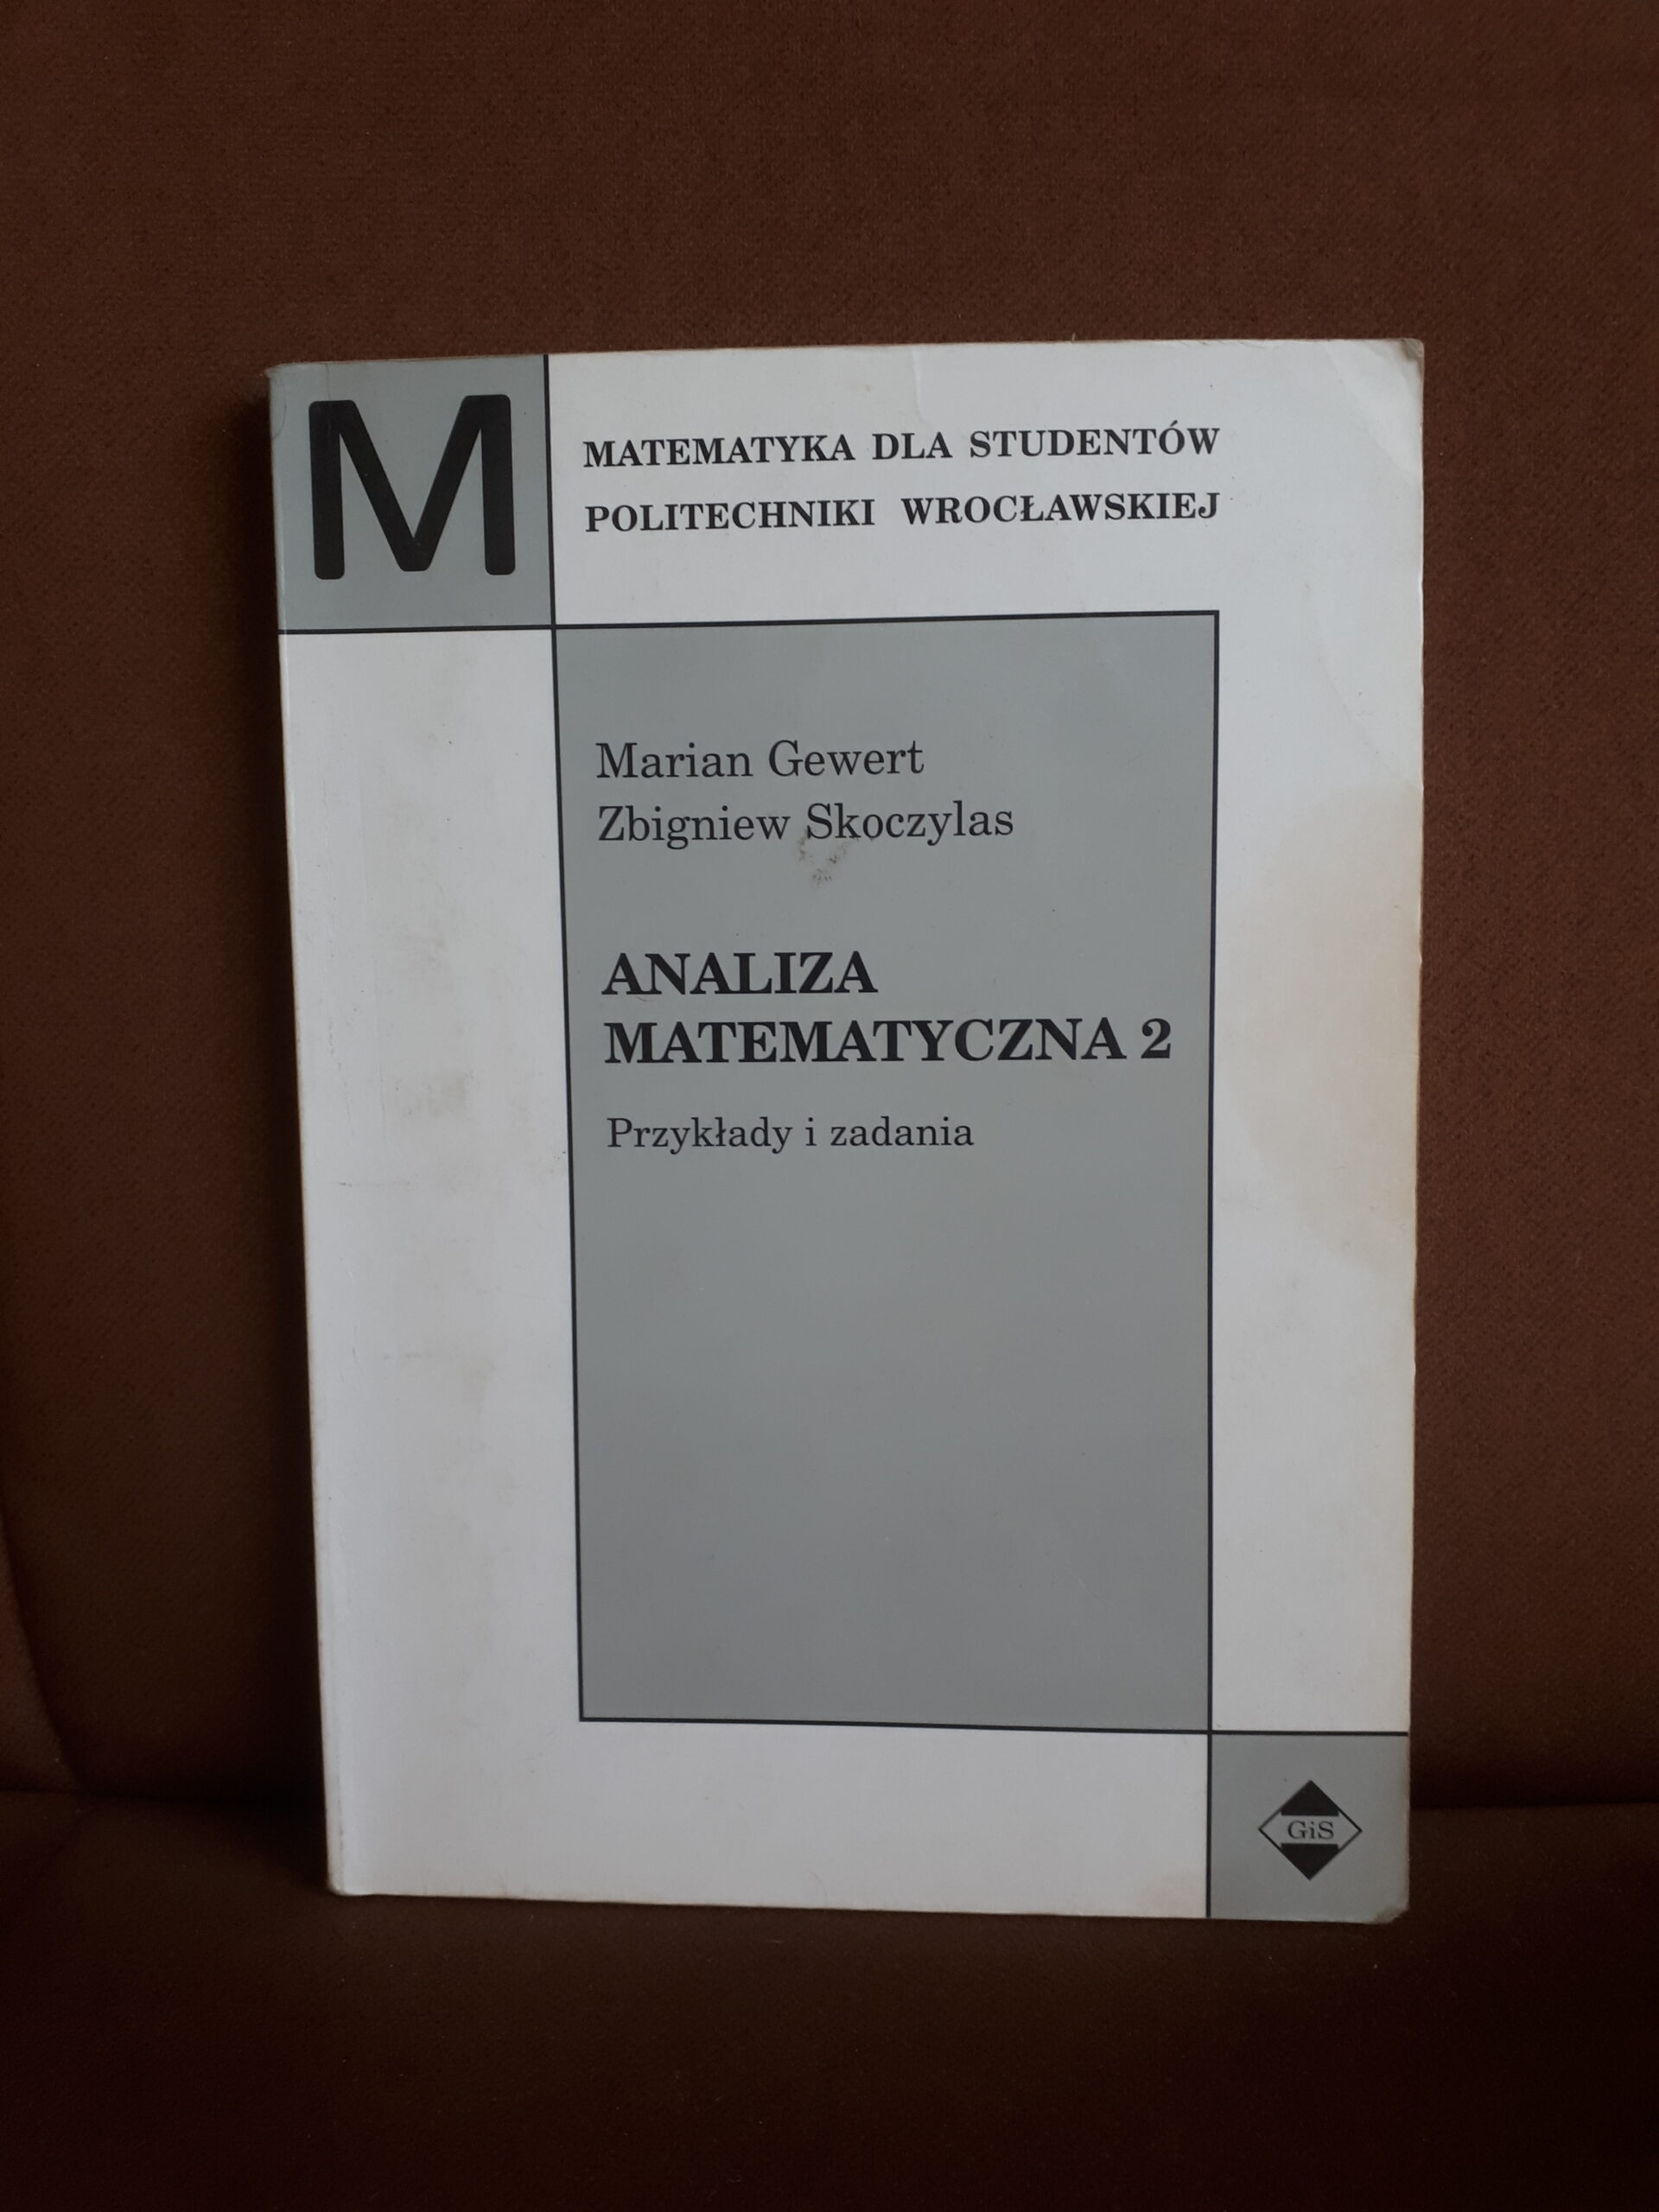 M
MATEMATYKA DLA STUDENTÓW
POLITECHNIKI WROCŁAWSKIEJ
Marian Gewert
Zbigniew Skoczylas
ANALIZA
MATEMATYCZNA 2
Przykłady i zadania
GiS